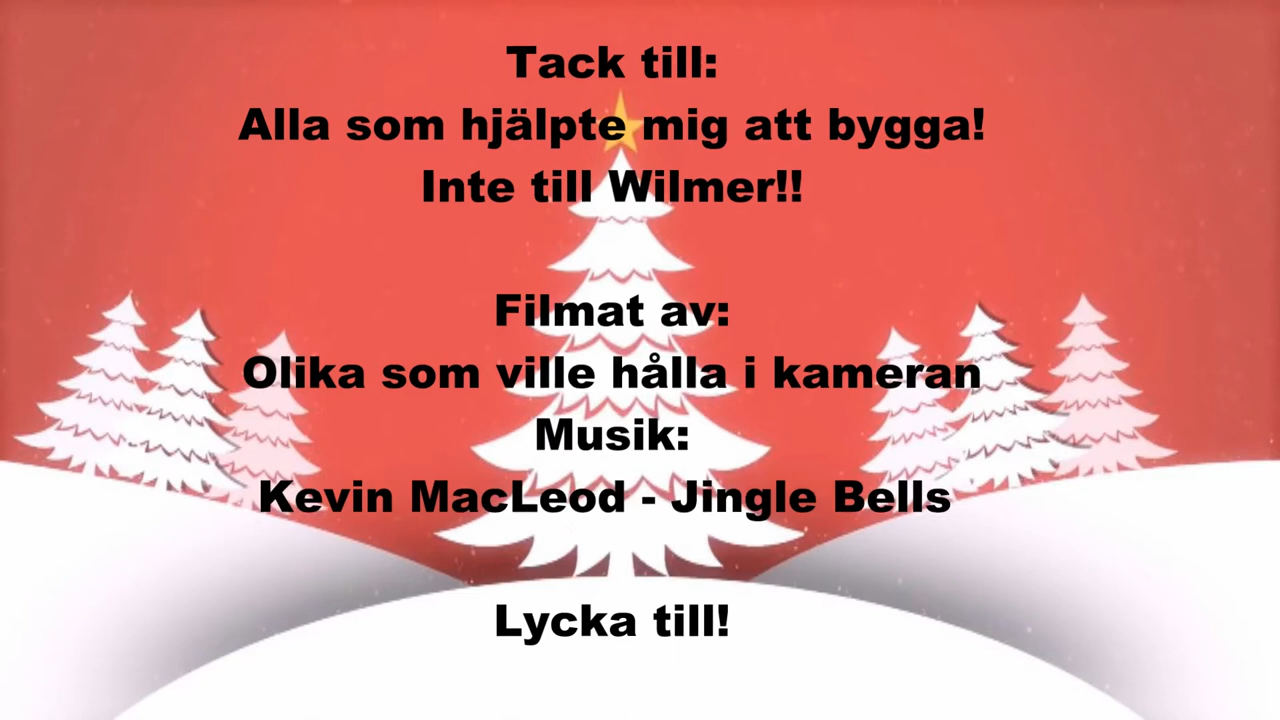 Tack till:
Alla som hjälpte mig att bygga!
Inte till Wilmer!!
Filmat av:
Olika som ville hålla i kameran
Musik:
Kevin MacLeod - Jingle Bells
Lycka till!